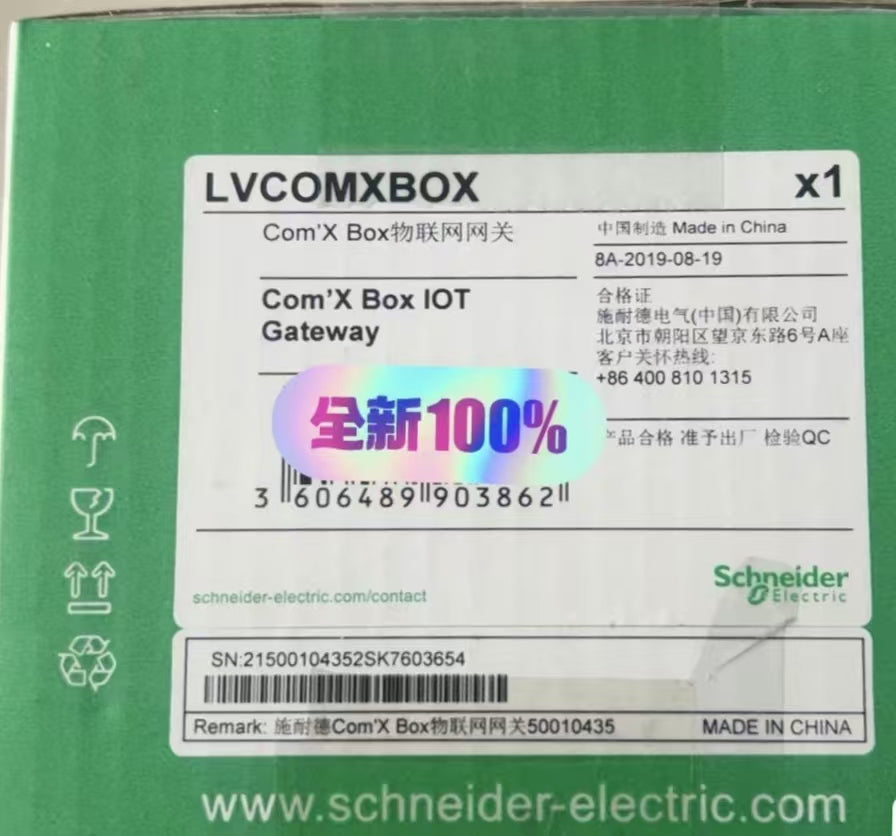 LVCOMXBOX x1
Com'X Box物联网网关
Com'X Box IOT
Gateway
中国制造 Made in China
8A-2019-08-19
合格证
施耐德电气(中国)有限公司
北京市朝阳区望京东路6号A座
客户关怀热线:
+86 400 810 1315
产品合格 准予出厂 检验QC
全新100%
3 606489 903862
schneider-electric.com/contact
Schneider
Electric
SN:21500104352SK7603654
Remark: 施耐德Com'X Box物联网网关50010435 MADE IN CHINA
www.schneider-electric.com